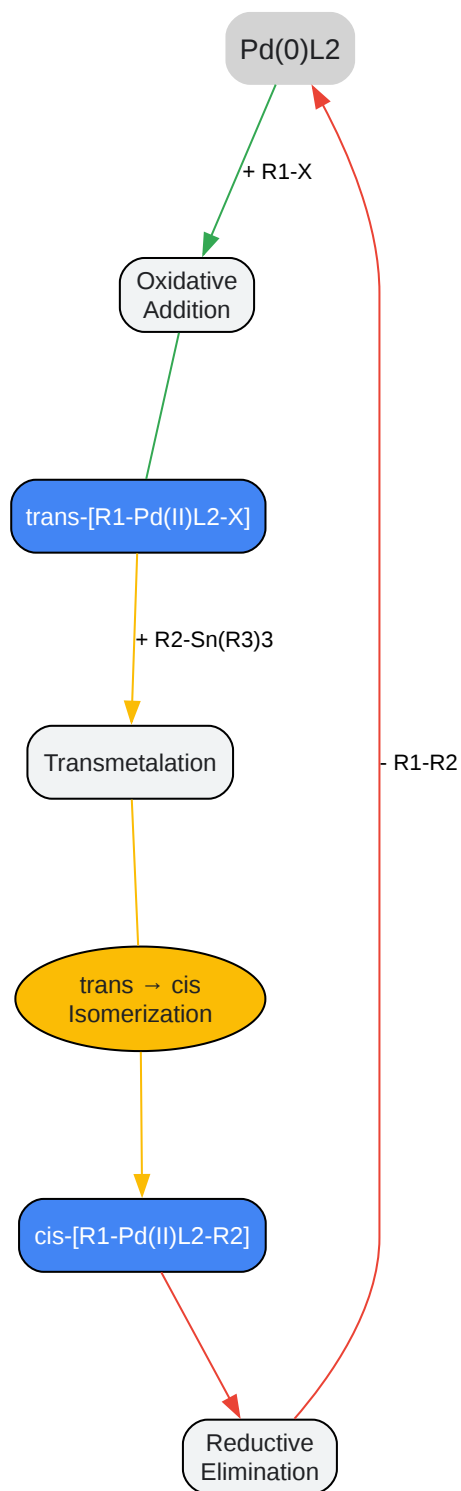 Pd(0)L2
+ R1-X
Oxidative
Addition
trans-[R1-Pd(II)L2-X]
+ R2-Sn(R3)3
Transmetalation
- R1-R2
trans → cis
Isomerization
cis-[R1-Pd(II)L2-R2]
Reductive
Elimination